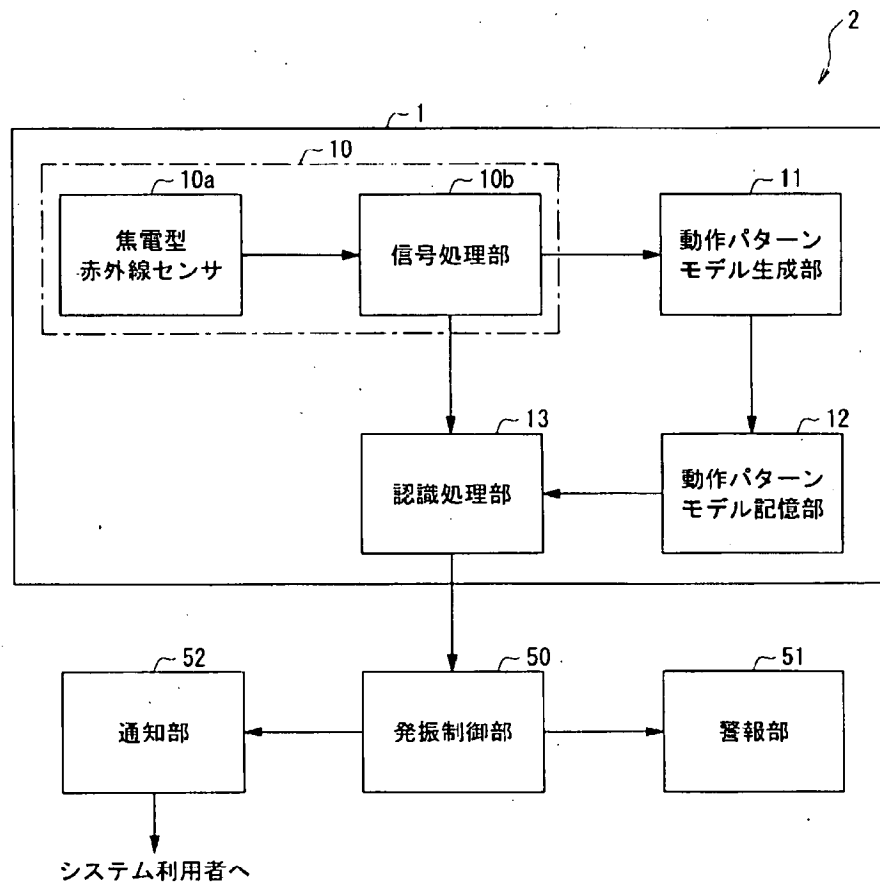 2
1
10
10a
10b
11
焦電型
赤外線センサ
信号処理部
動作パターン
モデル生成部
13
12
認識処理部
動作パターン
モデル記憶部
52
50
51
通知部
発振制御部
警報部
システム利用者へ